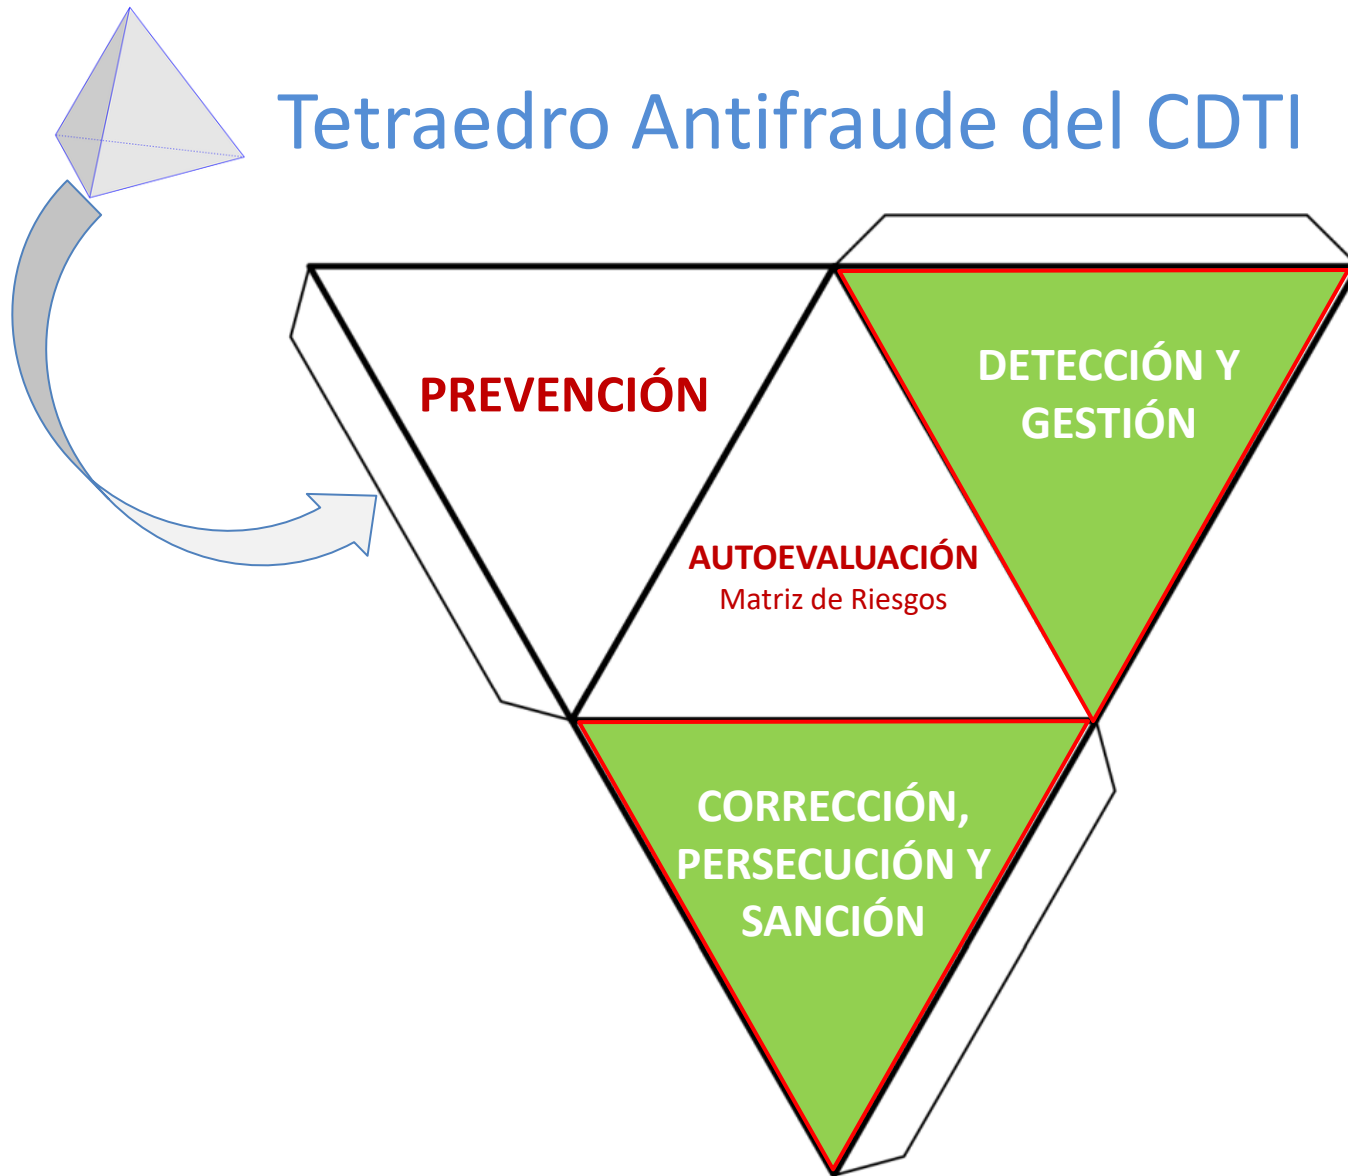 Tetraedro Antifraude del CDTI
PREVENCIÓN
DETECCIÓN Y
GESTIÓN
AUTOEVALUACIÓN
Matriz de Riesgos
CORRECCIÓN,
PERSECUCIÓN Y
SANCIÓN